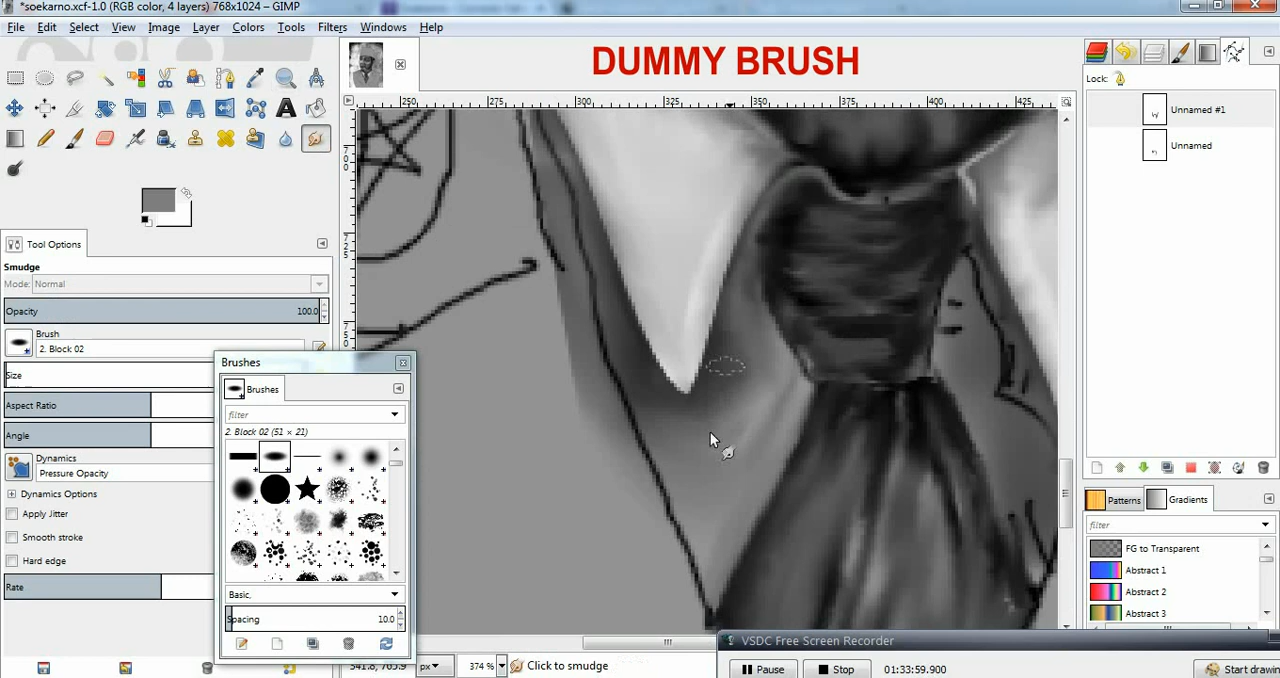 *soekarno.xcf-1.0 (RGB color, 4 layers) 768x1024 – GIMP
File Edit Select View Image Layer Colors Tools Filters Windows Help
DUMMY BRUSH
Lock:
250 275 300 325 350 375 400 425
Unnamed #1
Unnamed
Tool Options
Smudge
Mode: Normal
Opacity 100.0
Brush
2. Block 02
Size
Aspect Ratio
Angle
Dynamics
Pressure Opacity
Dynamics Options
Apply Jitter
Smooth stroke
Hard edge
Rate
Brushes
Brushes
filter
2. Block 02 (51 × 21)
Basic,
Spacing 10.0
Patterns Gradients
filter
FG to Transparent
Abstract 1
Abstract 2
Abstract 3
px 374 % Click to smudge
VSDC Free Screen Recorder
Pause Stop 01:33:59.900 Start drawin